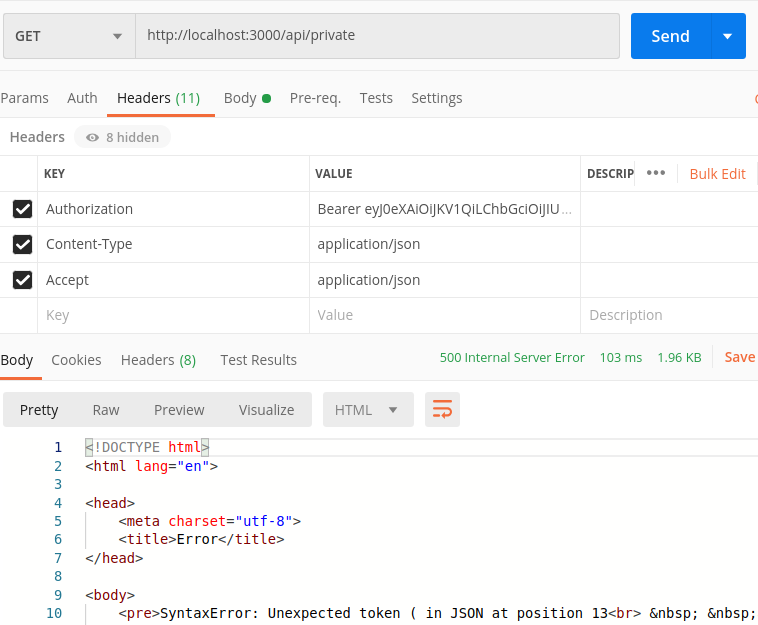 GET http://localhost:3000/api/private Send
Params Auth Headers (11) Body Pre-req. Tests Settings
Headers 8 hidden
KEY VALUE DESCRIP ••• Bulk Edit
Authorization Bearer eyJ0eXAiOiJKV1QiLChbGciOiJIU...
Content-Type application/json
Accept application/json
Key Value Description
Body Cookies Headers (8) Test Results 500 Internal Server Error 103 ms 1.96 KB Save
Pretty Raw Preview Visualize HTML
1 <!DOCTYPE html>
2 <html lang="en">
3
4 <head>
5 <meta charset="utf-8">
6 <title>Error</title>
7 </head>
8
9 <body>
10 <pre>SyntaxError: Unexpected token ( in JSON at position 13<br> &nbsp; &nbsp;